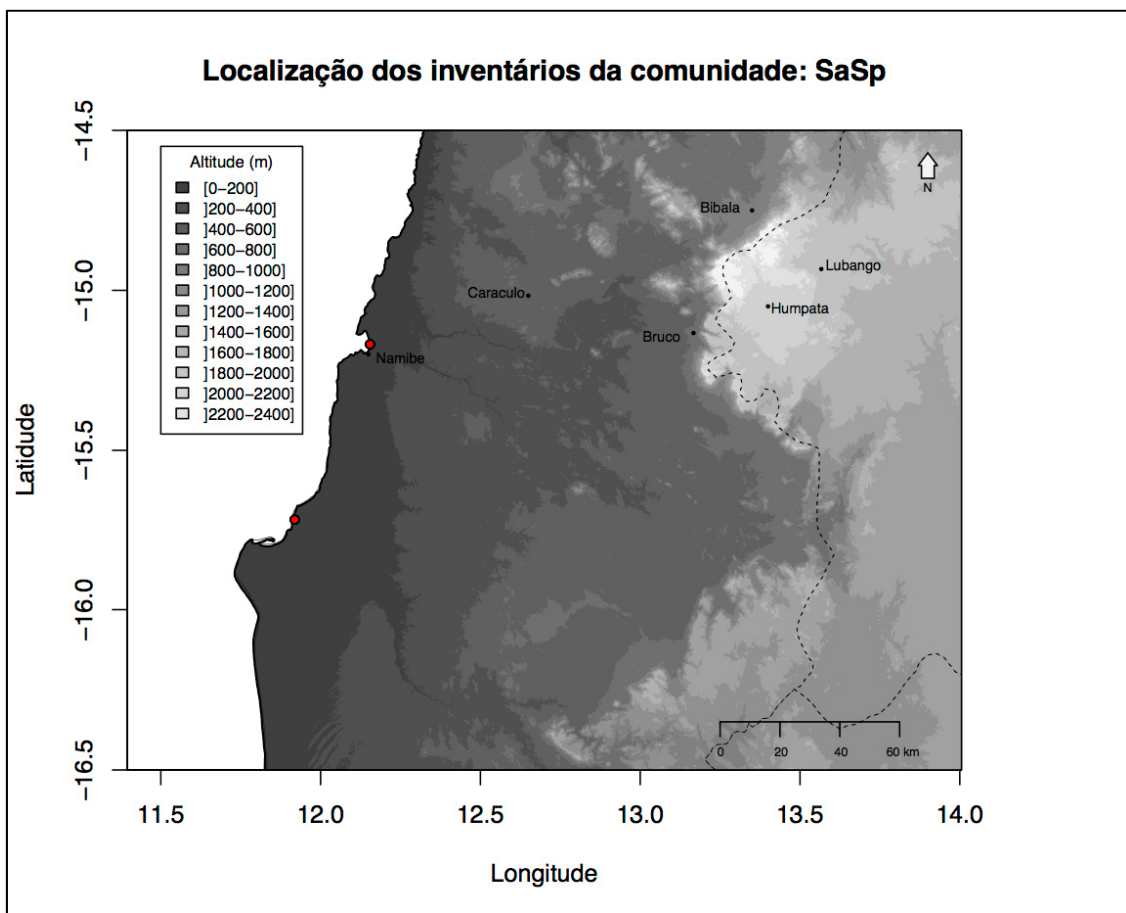 Localização dos inventários da comunidade: SaSp
Altitude (m)
[0−200]
]200−400]
]400−600]
]600−800]
]800−1000]
]1000−1200]
]1200−1400]
]1400−1600]
]1600−1800]
]1800−2000]
]2000−2200]
]2200−2400]
N
Bibala
Lubango
Caraculo
Humpata
Bruco
Namibe
0 20 40 60 km
−14.5
−15.0
−15.5
−16.0
−16.5
Latidude
11.5 12.0 12.5 13.0 13.5 14.0
Longitude